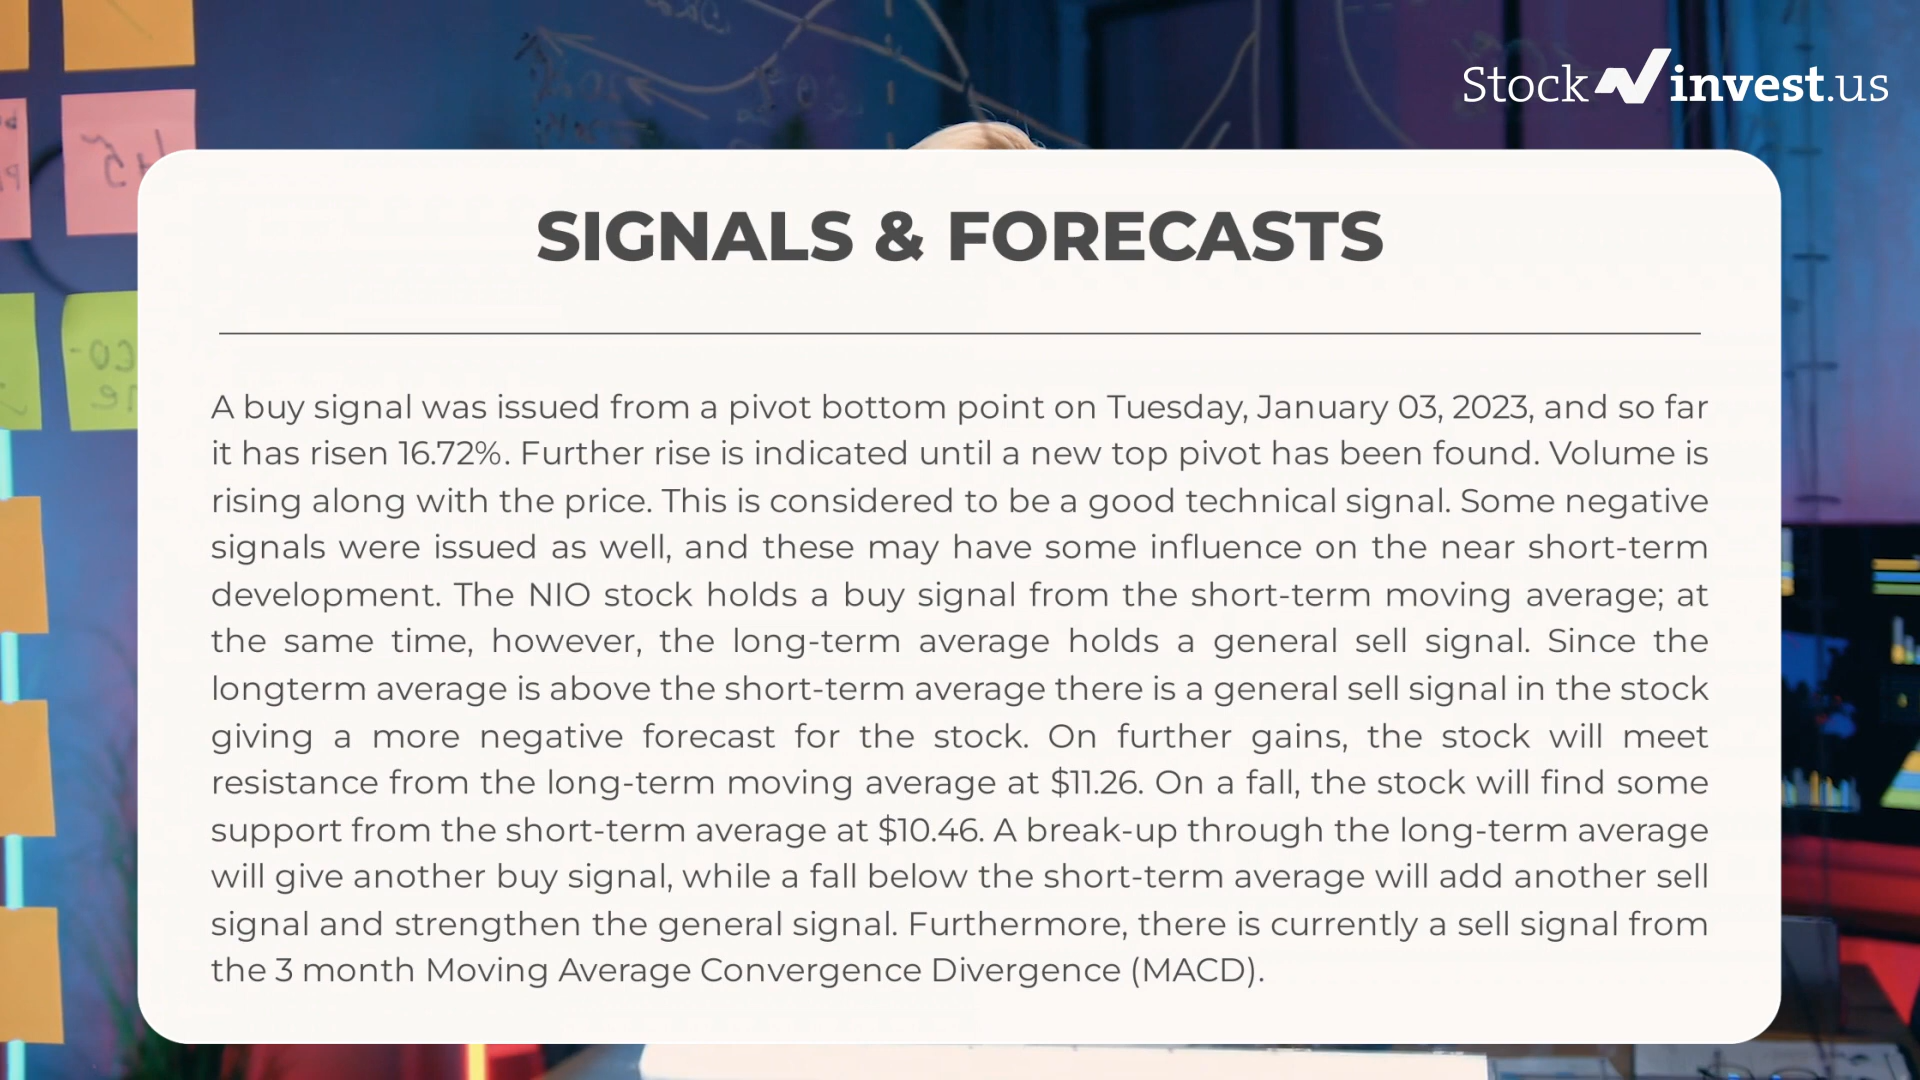 Stock invest.us
45
SIGNALS & FORECASTS
A buy signal was issued from a pivot bottom point on Tuesday, January 03, 2023, and so far
it has risen 16.72%. Further rise is indicated until a new top pivot has been found. Volume is
rising along with the price. This is considered to be a good technical signal. Some negative
signals were issued as well, and these may have some influence on the near short-term
development. The NIO stock holds a buy signal from the short-term moving average; at
the same time, however, the long-term average holds a general sell signal. Since the
longterm average is above the short-term average there is a general sell signal in the stock
giving a more negative forecast for the stock. On further gains, the stock will meet
resistance from the long-term moving average at $11.26. On a fall, the stock will find some
support from the short-term average at $10.46. A break-up through the long-term average
will give another buy signal, while a fall below the short-term average will add another sell
signal and strengthen the general signal. Furthermore, there is currently a sell signal from
the 3 month Moving Average Convergence Divergence (MACD).